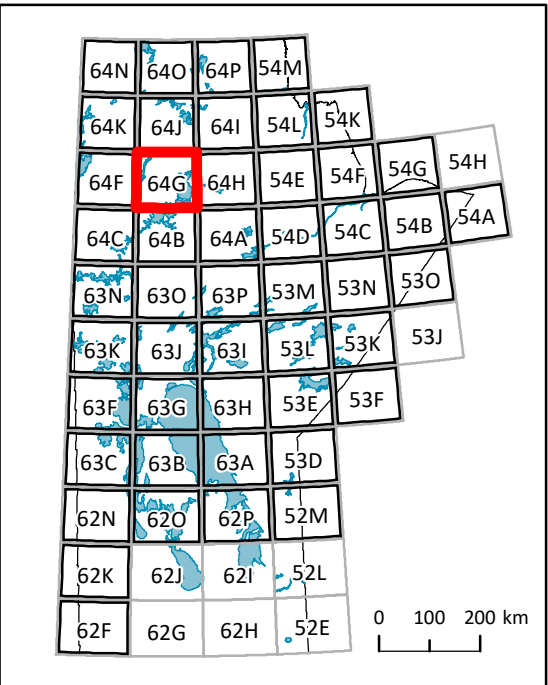 64N 64O 64P 54M
64K 64J 64I 54L 54K
64F 64G 64H 54E 54F 54G 54H
64C 64B 64A 54D 54C 54B 54A
63N 63O 63P 53M 53N 53O
63K 63J 63I 53L 53K 53J
63F 63G 63H 53E 53F
63C 63B 63A 53D
62N 62O 62P 52M
62K 62J 62I 52L
62F 62G 62H 52E
0 100 200 km